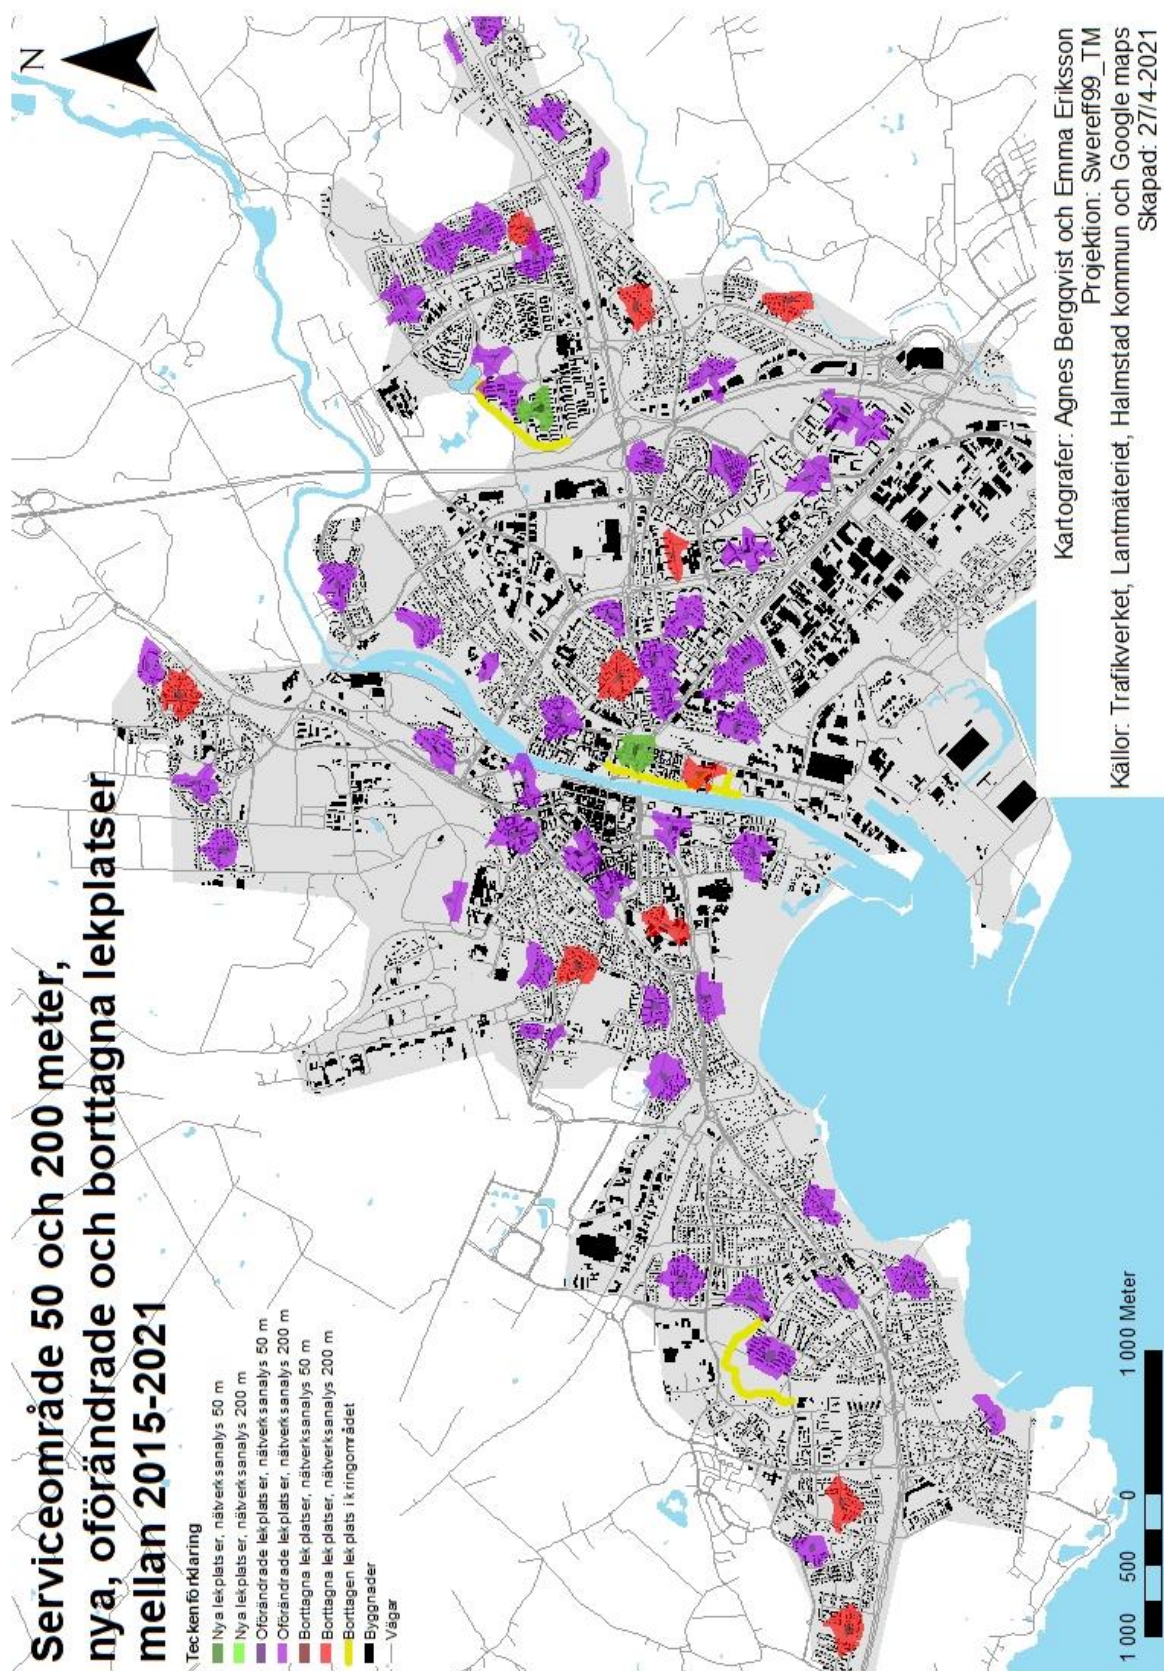 Serviceområde 50 och 200 meter,
nya, oförändrade och borttagna lekplatser
mellan 2015-2021
N
Teckenförklaring
Nya lekplatser, nätverksanalys 50 m
Nya lekplatser, nätverksanalys 200 m
Oförändrade lekplatser, nätverksanalys 50 m
Oförändrade lekplatser, nätverksanalys 200 m
Borttagna lekplatser, nätverksanalys 50 m
Borttagna lekplatser, nätverksanalys 200 m
Borttagen lekplats i kringområdet
Byggnader
Vägar
1 000 500 0 1 000 Meter
Kartografer: Agnes Bergqvist och Emma Eriksson
Projektion: Swereff99_TM
Källor: Trafikverket, Lantmäteriet, Halmstad kommun och Google maps
Skapad: 27/4-2021